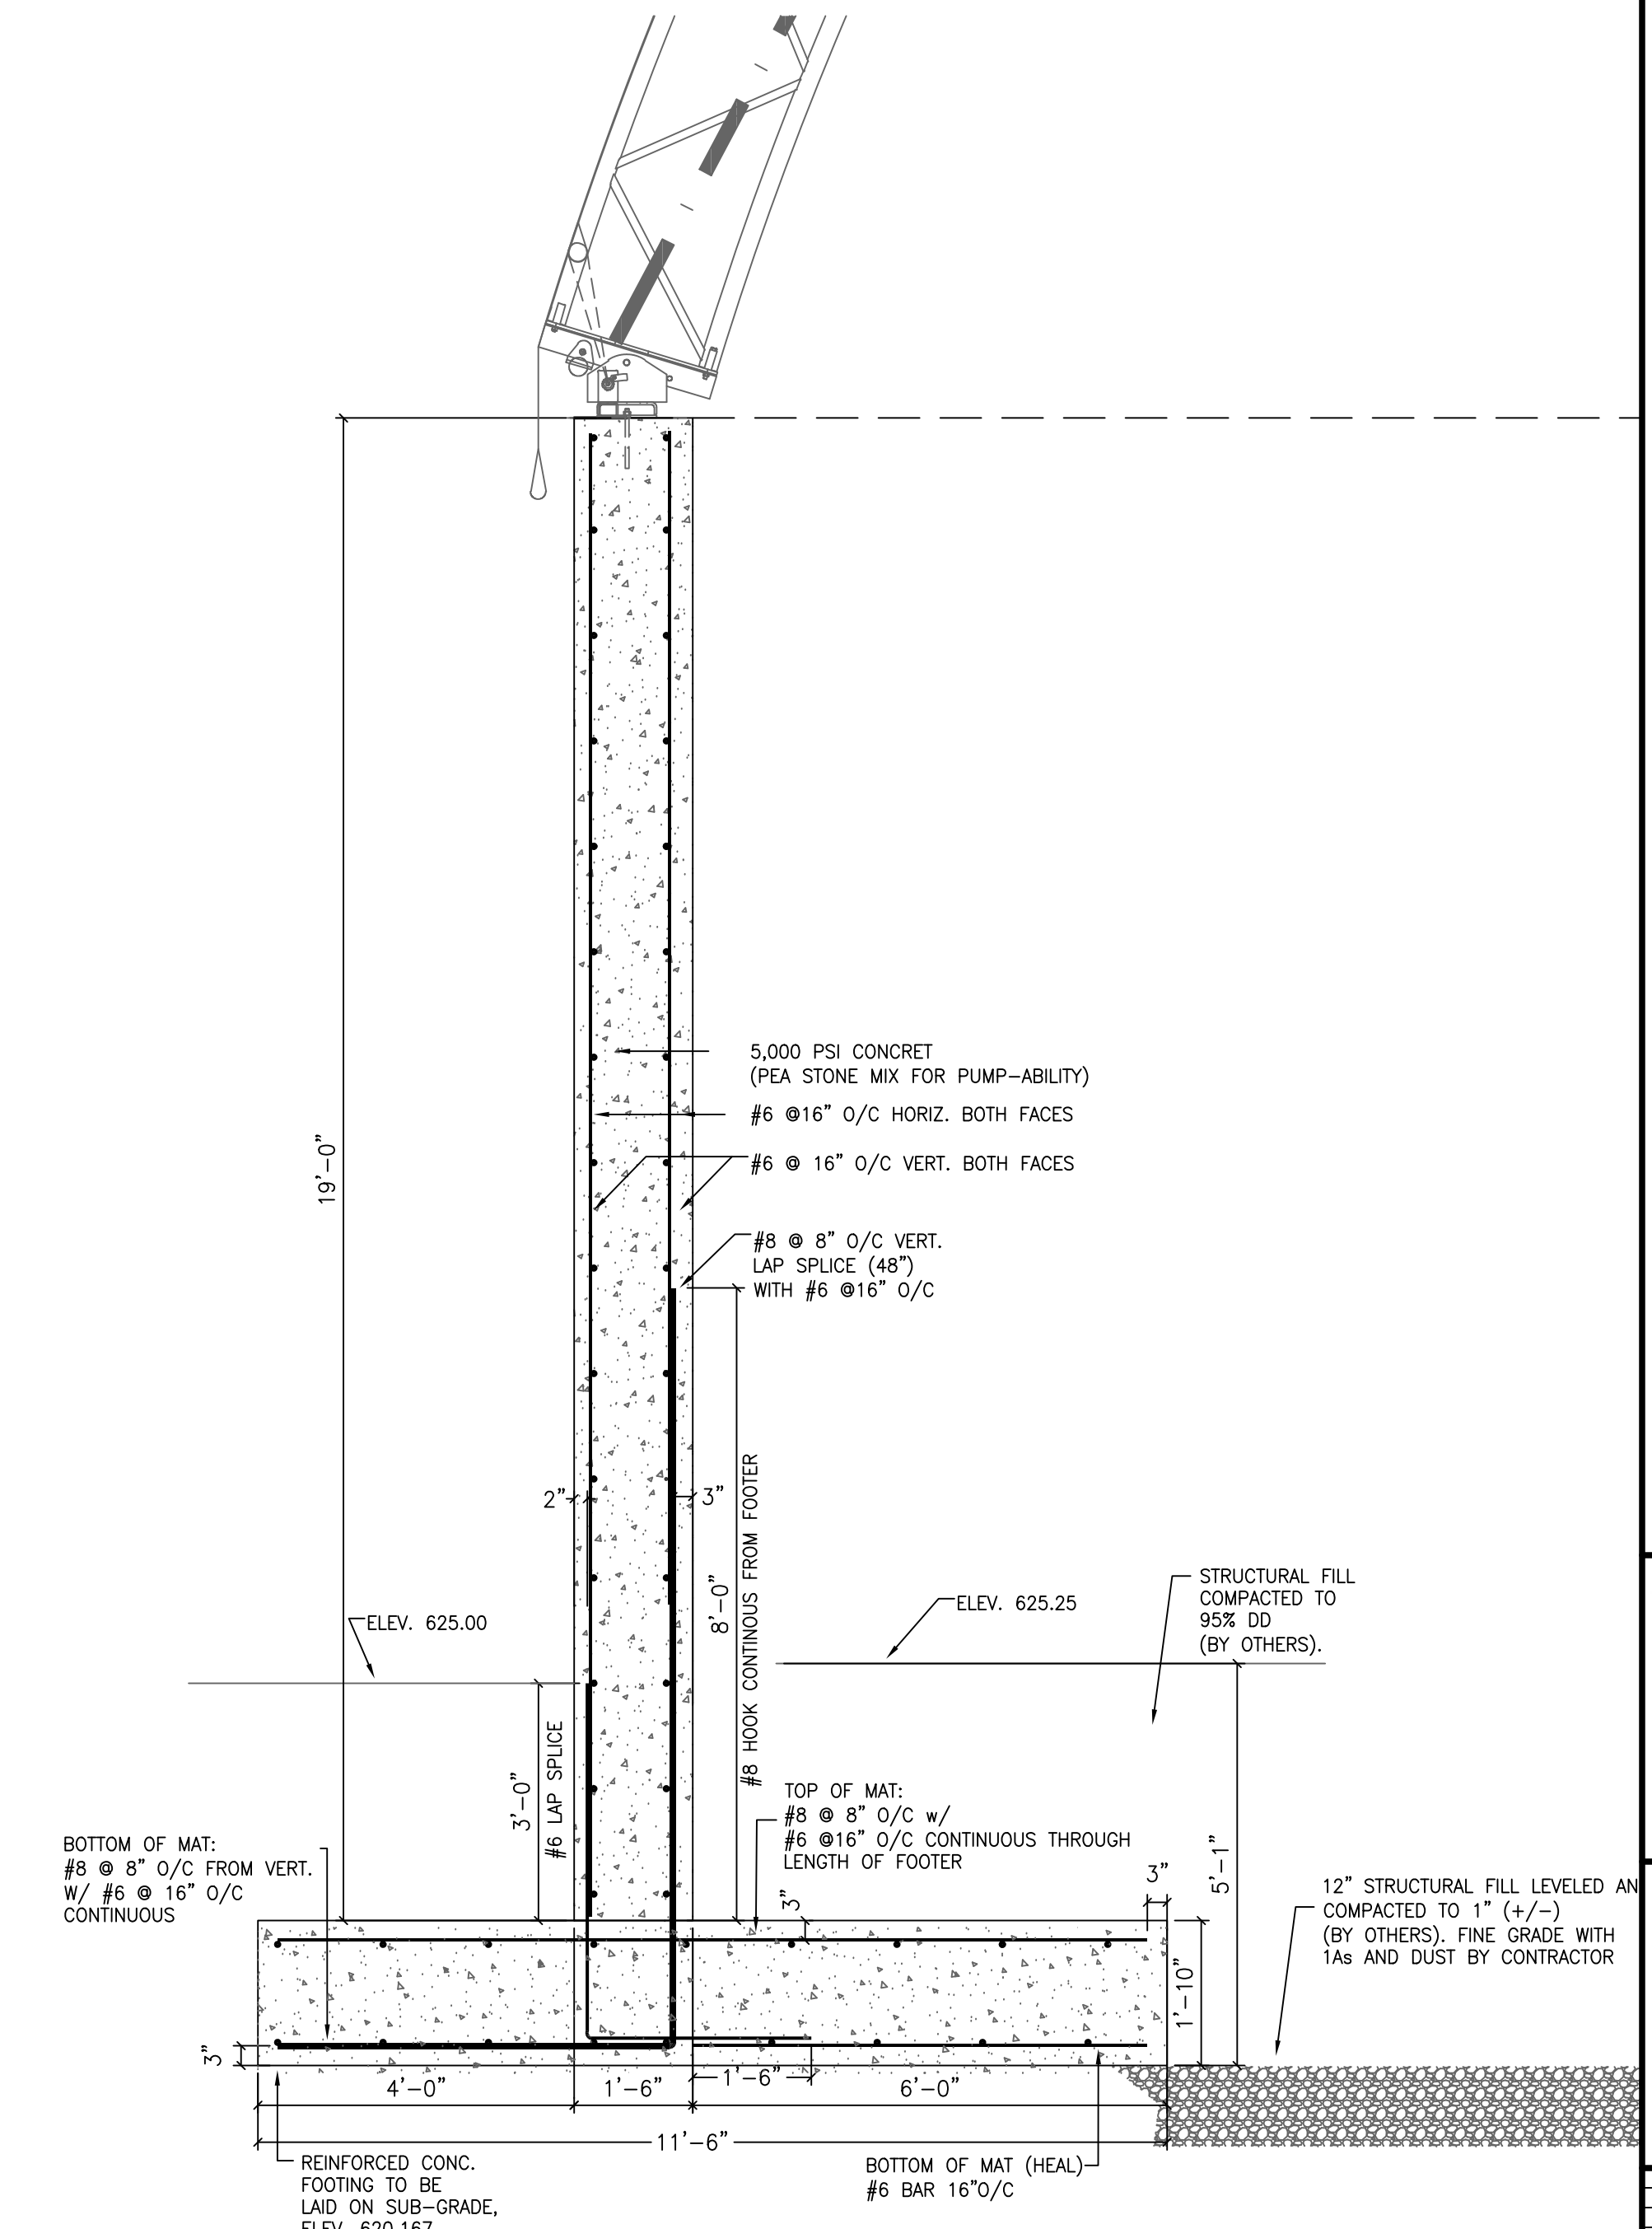 5,000 PSI CONCRET
(PEA STONE MIX FOR PUMP-ABILITY)
#6 @16" O/C HORIZ. BOTH FACES
19'-0"
#6 @ 16" O/C VERT. BOTH FACES
#8 @ 8" O/C VERT.
LAP SPLICE (48")
WITH #6 @16" O/C
2"
3"
#8 HOOK CONTINOUS FROM FOOTER
8'-0"
STRUCTURAL FILL
COMPACTED TO
95% DD
(BY OTHERS).
ELEV. 625.25
ELEV. 625.00
3'-0"
#6 LAP SPLICE
TOP OF MAT:
#8 @ 8" O/C w/
#6 @16" O/C CONTINUOUS THROUGH
LENGTH OF FOOTER
BOTTOM OF MAT:
#8 @ 8" O/C FROM VERT.
W/ #6 @ 16" O/C
CONTINUOUS
3"
3"
5'-1"
12" STRUCTURAL FILL LEVELED AN
COMPACTED TO 1" (+/-)
(BY OTHERS). FINE GRADE WITH
1As AND DUST BY CONTRACTOR
1'-10"
3"
4'-0"
1'-6"
1'-6"
6'-0"
11'-6"
REINFORCED CONC.
FOOTING TO BE
LAID ON SUB-GRADE,
ELEV. 620.167
BOTTOM OF MAT (HEAL)
#6 BAR 16"O/C